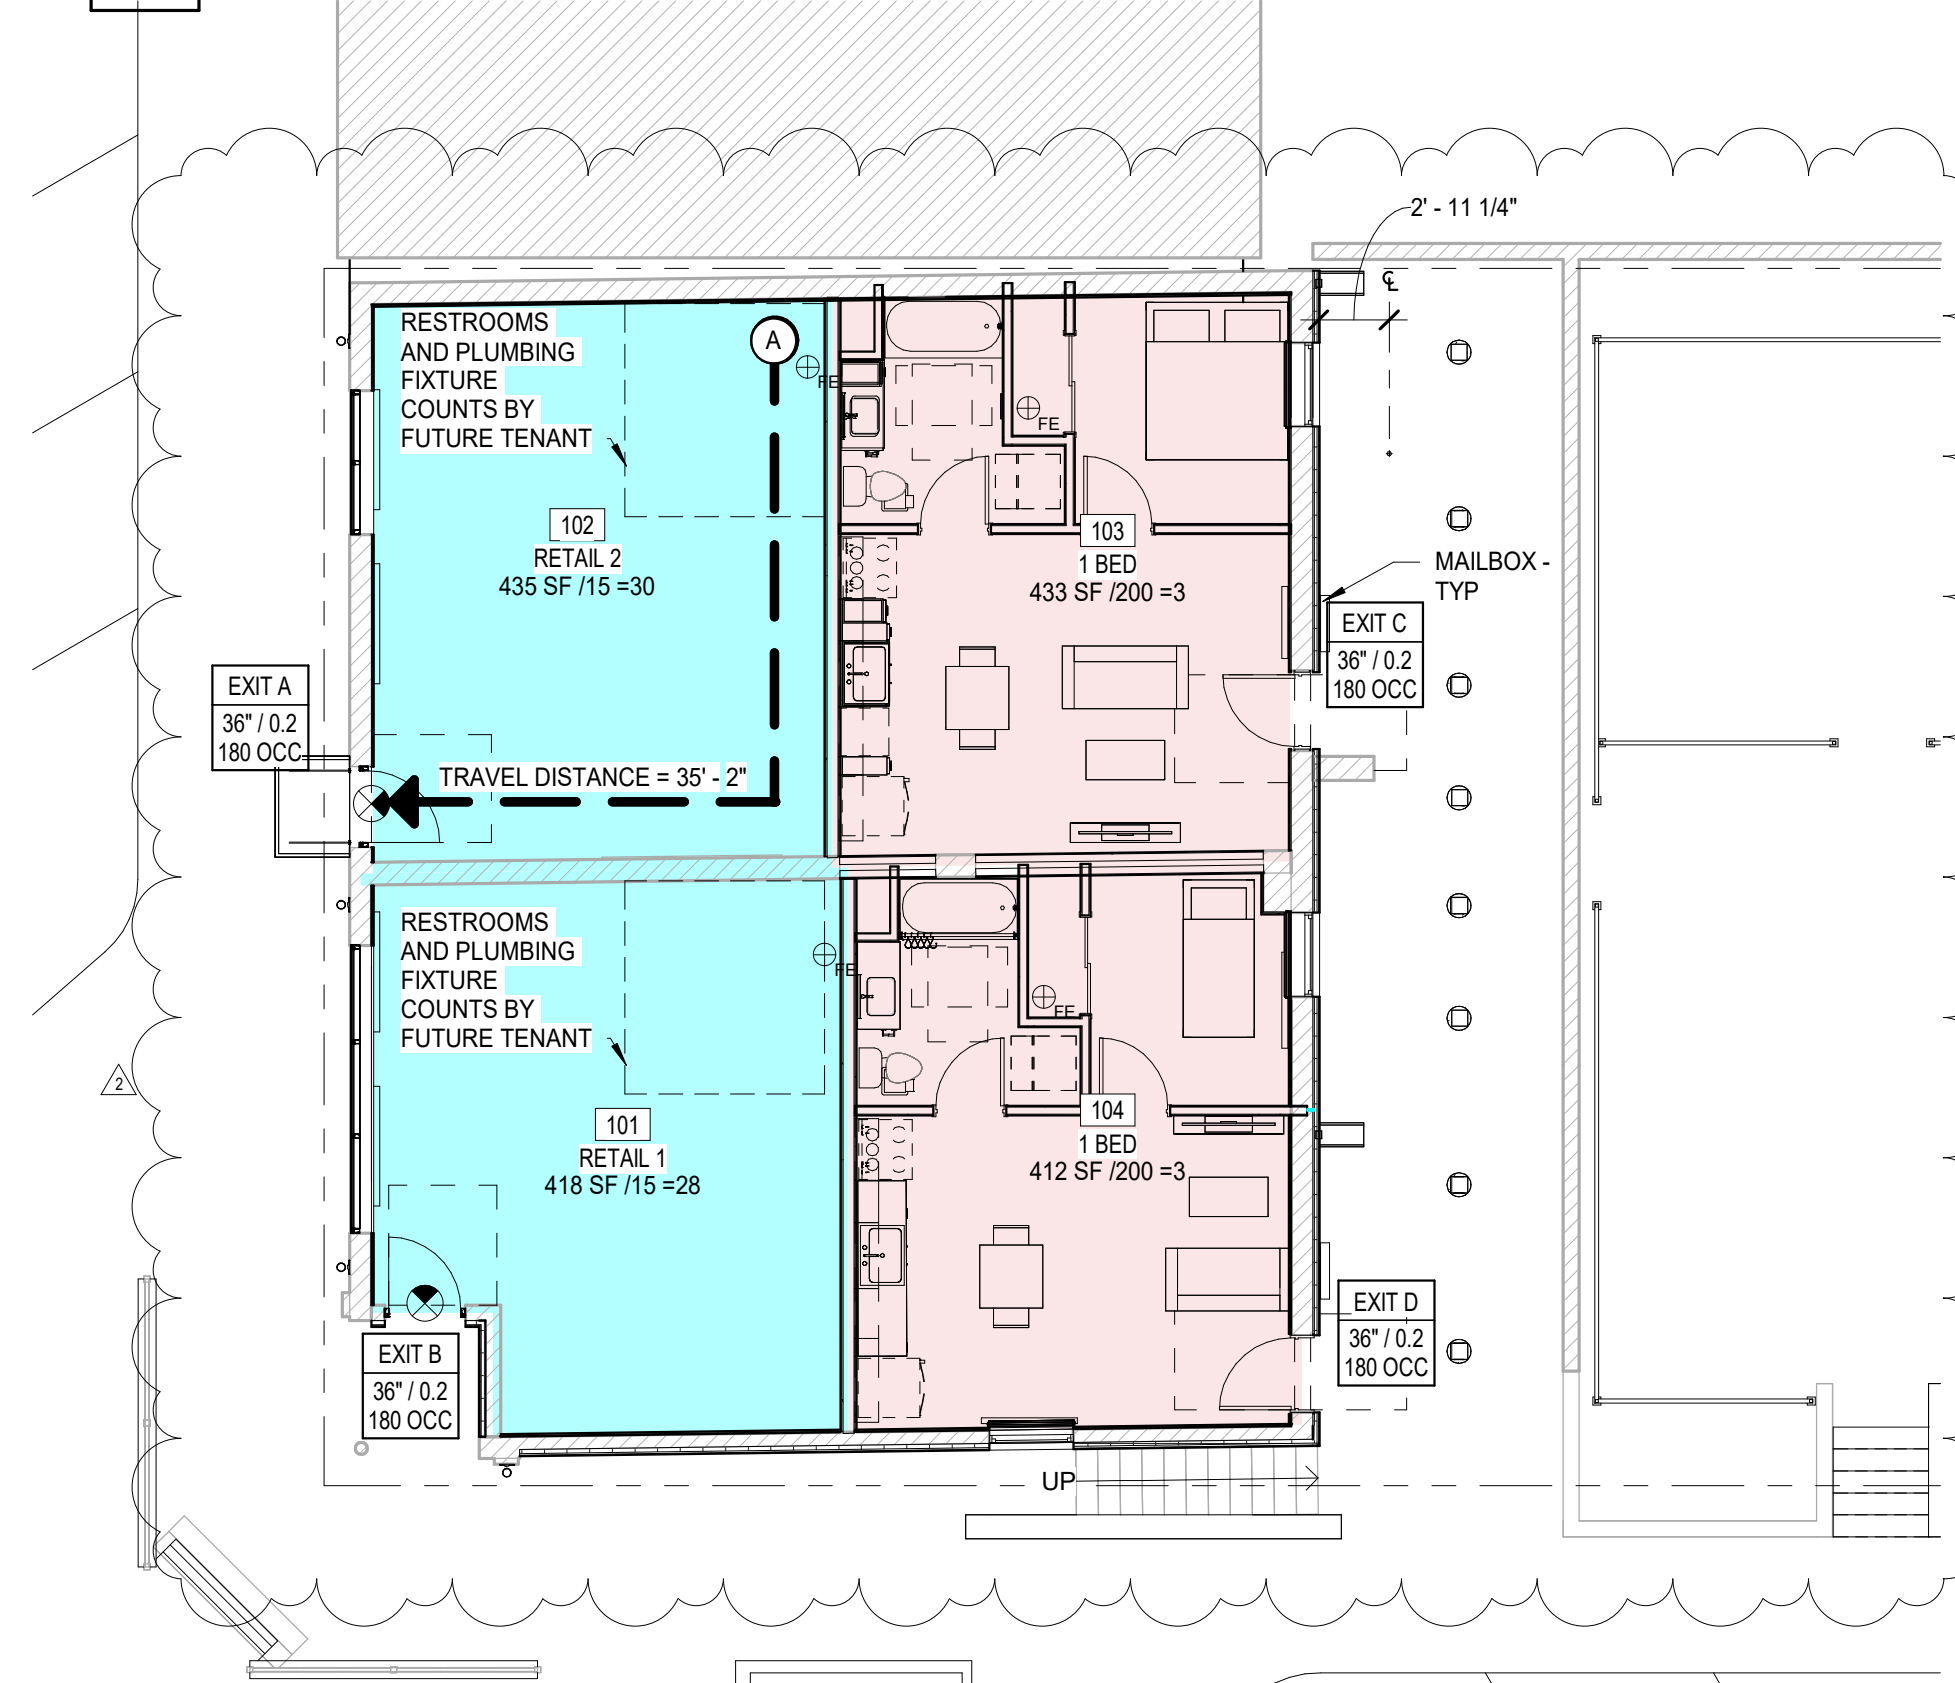 2' - 11 1/4"
℄
RESTROOMS
AND PLUMBING
FIXTURE
COUNTS BY
FUTURE TENANT
A
FE
FE
102
RETAIL 2
435 SF /15 =30
103
1 BED
433 SF /200 =3
MAILBOX -
TYP
EXIT C
36" / 0.2
180 OCC
EXIT A
36" / 0.2
180 OCC
TRAVEL DISTANCE = 35' - 2"
RESTROOMS
AND PLUMBING
FIXTURE
COUNTS BY
FUTURE TENANT
FE
FE
2
101
RETAIL 1
418 SF /15 =28
104
1 BED
412 SF /200 =3
EXIT D
36" / 0.2
180 OCC
EXIT B
36" / 0.2
180 OCC
UP